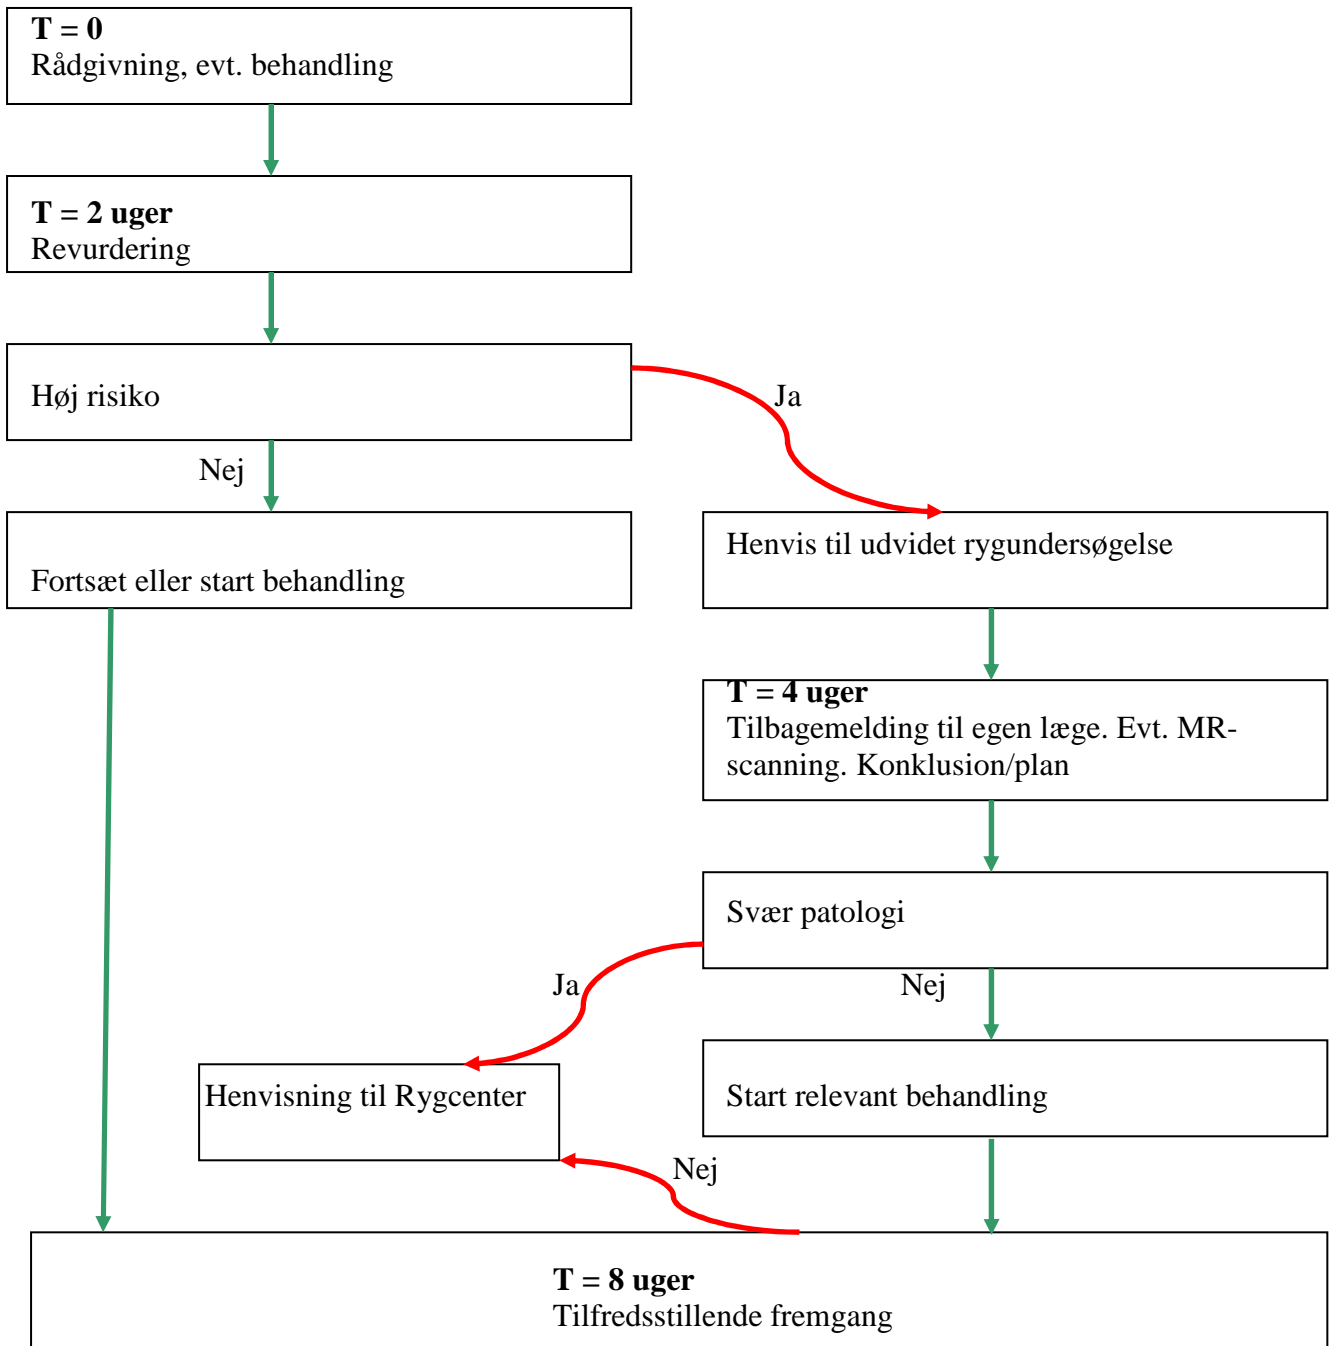 T = 0
Rådgivning, evt. behandling
T = 2 uger
Revurdering
Høj risiko
Ja
Nej
Fortsæt eller start behandling
Henvis til udvidet rygundersøgelse
T = 4 uger
Tilbagemelding til egen læge. Evt. MR-
scanning. Konklusion/plan
Svær patologi
Ja
Nej
Henvisning til Rygcenter
Start relevant behandling
Nej
T = 8 uger
Tilfredsstillende fremgang